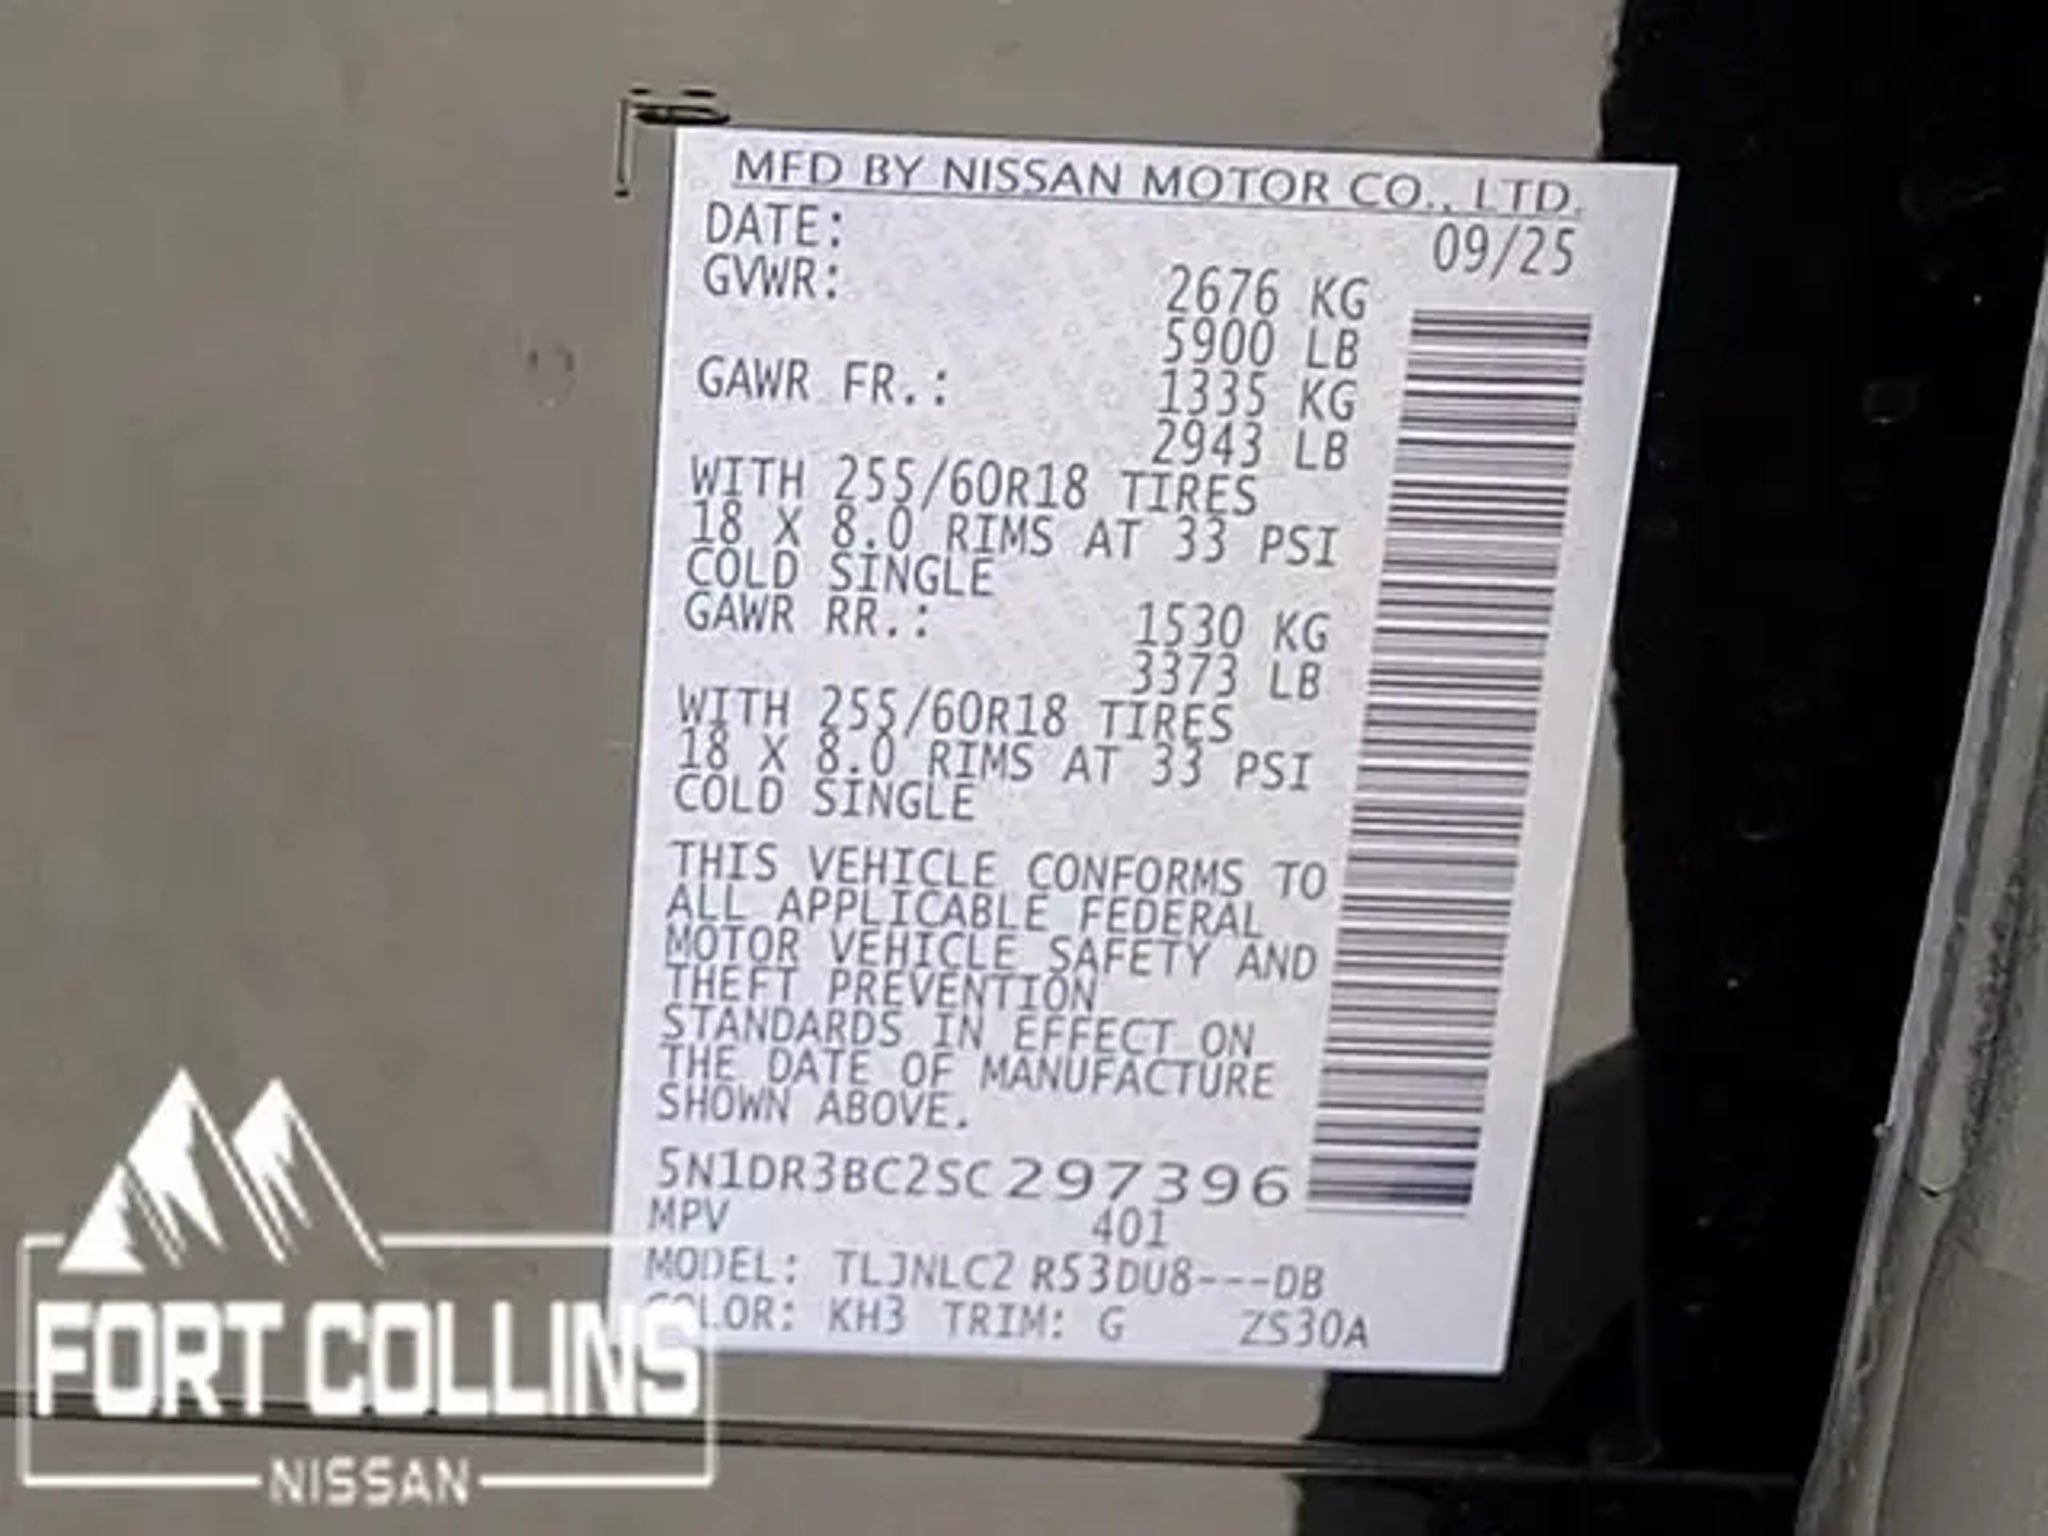 MFD BY NISSAN MOTOR CO., LTD.
DATE: 09/25
GVWR: 2676 KG
5900 LB
GAWR FR.: 1335 KG
2943 LB
WITH 255/60R18 TIRES
18 X 8.0 RIMS AT 33 PSI
COLD SINGLE
GAWR RR.: 1530 KG
3373 LB
WITH 255/60R18 TIRES
18 X 8.0 RIMS AT 33 PSI
COLD SINGLE
THIS VEHICLE CONFORMS TO
ALL APPLICABLE FEDERAL
MOTOR VEHICLE SAFETY AND
THEFT PREVENTION
STANDARDS IN EFFECT ON
THE DATE OF MANUFACTURE
SHOWN ABOVE.
5N1DR3BC2SC297396
MPV 401
MODEL: TLJNLC2 R53DU8---DB
COLOR: KH3 TRIM: G ZS30A
FORT COLLINS
NISSAN